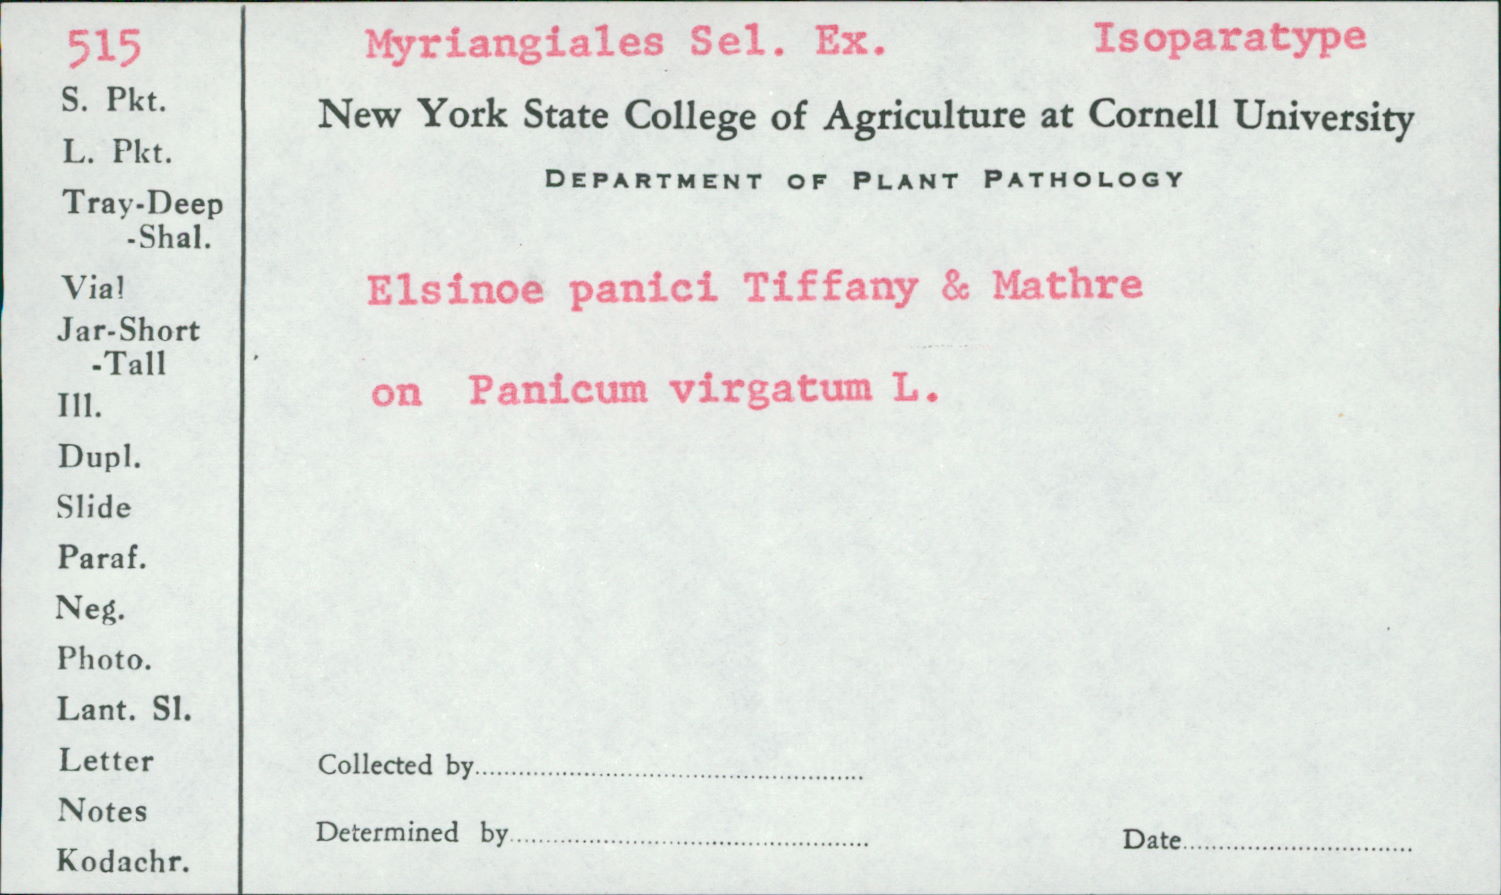 515
S. Pkt.
L. Pkt.
Tray-Deep
-Shal.
Vial
Jar-Short
-Tall
Ill.
Dupl.
Slide
Paraf.
Neg.
Photo.
Lant. Sl.
Letter
Notes
Kodachr.
Myriangiales Sel. Ex. Isoparatype
New York State College of Agriculture at Cornell University
DEPARTMENT OF PLANT PATHOLOGY
Elsinoe panici Tiffany & Mathre
on Panicum virgatum L.
Collected by
Determined by Date